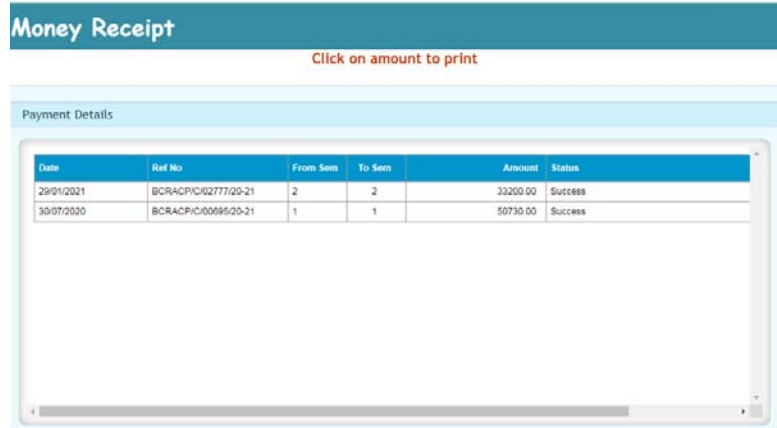 Money Receipt
Click on amount to print
Payment Details
Date Ref No From Sem To Sem Amount Status
29/01/2021 BCRACP/C/02777/20-21 2 2 33200.00 Success
30/07/2020 BCRACP/C/00695/20-21 1 1 50730.00 Success